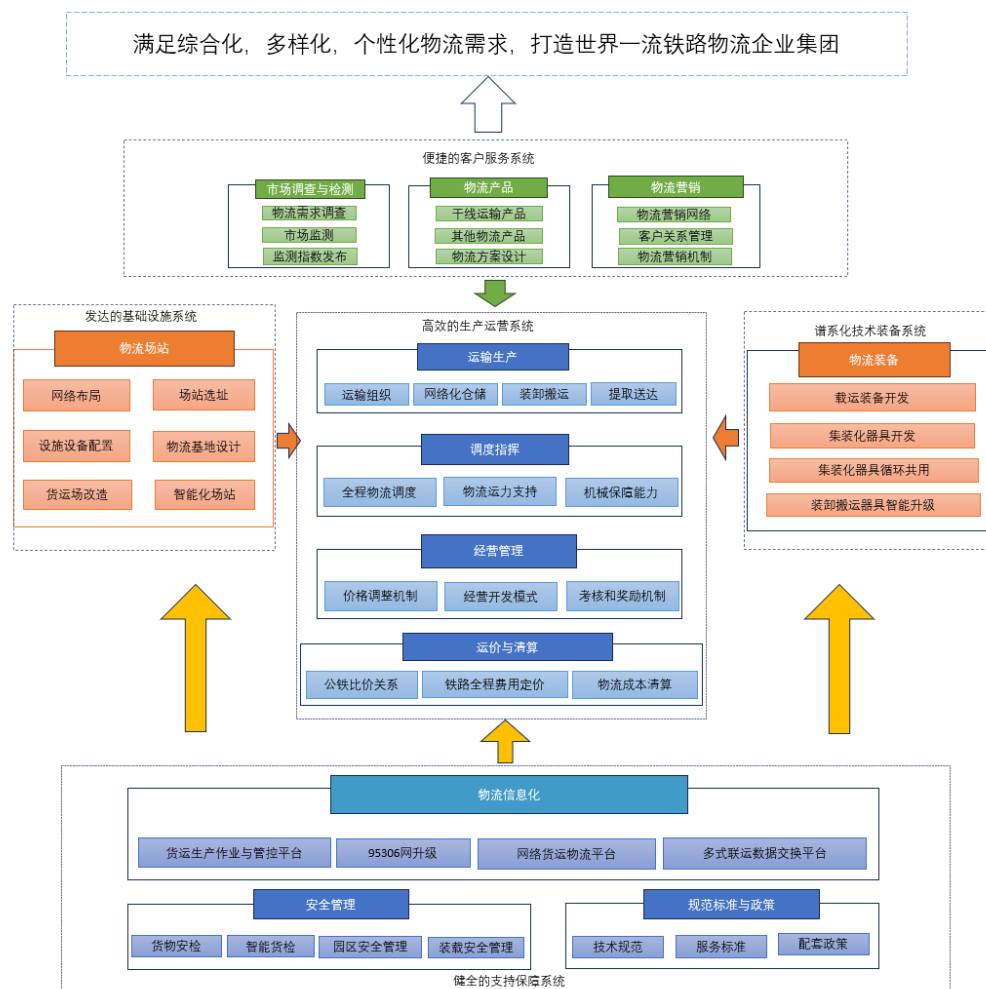 满足综合化，多样化，个性化物流需求，打造世界一流铁路物流企业集团
便捷的客户服务系统
市场调查与检测
物流需求调查
市场监测
监测指数发布
物流产品
干线运输产品
其他物流产品
物流方案设计
物流营销
物流营销网络
客户关系管理
物流营销机制
发达的基础设施系统
物流场站
网络布局
场站选址
设施设备配置
物流基地设计
货运场改造
智能化场站
高效的生产运营系统
运输生产
运输组织
网络化仓储
装卸搬运
提取送达
调度指挥
全程物流调度
物流运力支持
机械保障能力
经营管理
价格调整机制
经营开发模式
考核和奖励机制
运价与清算
公铁比价关系
铁路全程费用定价
物流成本清算
谱系化技术装备系统
物流装备
载运装备开发
集装化器具开发
集装化器具循环共用
装卸搬运器具智能升级
物流信息化
货运生产作业与管控平台
95306网升级
网络货运物流平台
多式联运数据交换平台
安全管理
货物安检
智能货检
园区安全管理
装载安全管理
规范标准与政策
技术规范
服务标准
配套政策
健全的支持保障系统